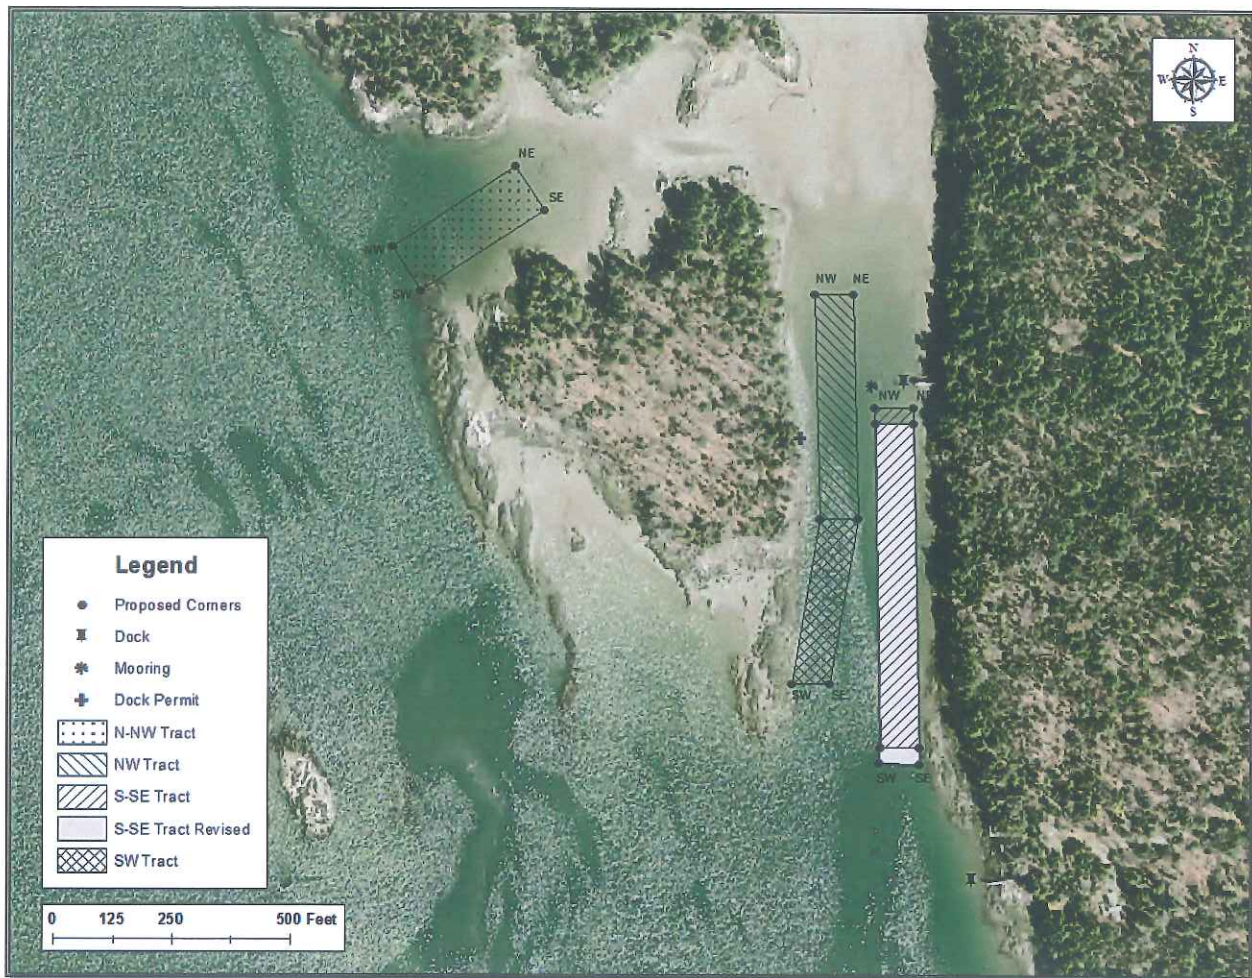 N
W E
S
NE
SE
NW
SW
NW NE
NW NE
SW SE
SW SE
Legend
Proposed Corners
Dock
Mooring
Dock Permit
N-NW Tract
NW Tract
S-SE Tract
S-SE Tract Revised
SW Tract
0 125 250 500 Feet